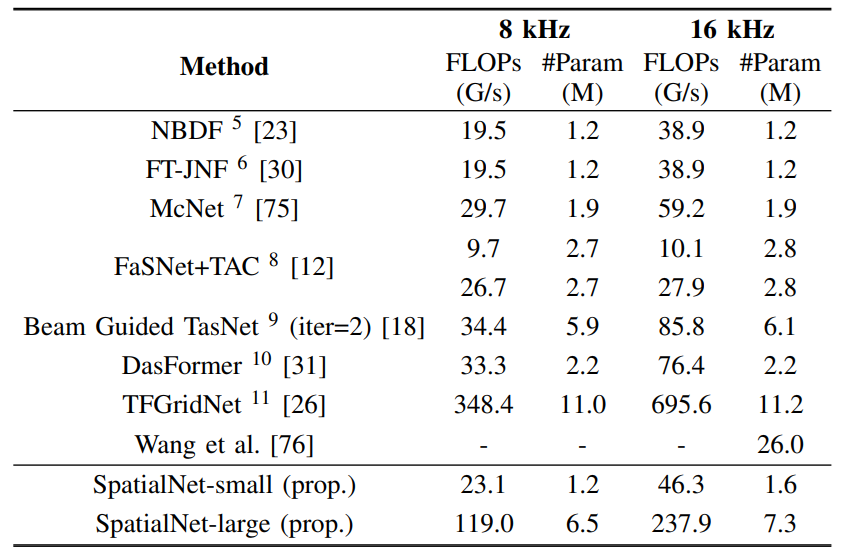 8 kHz 16 kHz
Method FLOPs #Param FLOPs #Param
(G/s) (M) (G/s) (M)
NBDF 5 [23] 19.5 1.2 38.9 1.2
FT-JNF 6 [30] 19.5 1.2 38.9 1.2
McNet 7 [75] 29.7 1.9 59.2 1.9
FaSNet+TAC 8 [12] 9.7 2.7 10.1 2.8
26.7 2.7 27.9 2.8
Beam Guided TasNet 9 (iter=2) [18] 34.4 5.9 85.8 6.1
DasFormer 10 [31] 33.3 2.2 76.4 2.2
TFGridNet 11 [26] 348.4 11.0 695.6 11.2
Wang et al. [76] - - - 26.0
SpatialNet-small (prop.) 23.1 1.2 46.3 1.6
SpatialNet-large (prop.) 119.0 6.5 237.9 7.3